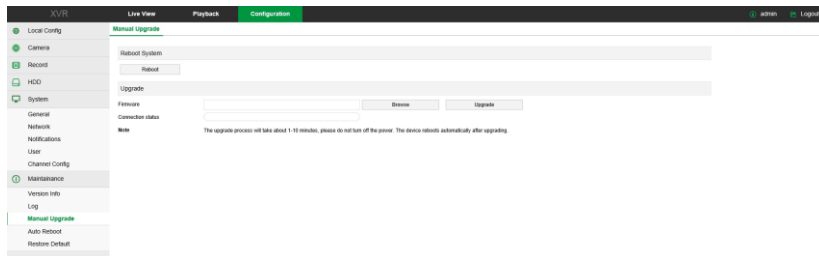 XVR
Live View Playback Configuration
admin Logout
Local Config
Camera
Record
HDD
System
General
Network
Notifications
User
Channel Config
Maintainance
Version Info
Log
Manual Upgrade
Auto Reboot
Restore Default
Manual Upgrade
Reboot System
Reboot
Upgrade
Firmware Browse Upgrade
Connection status
Note The upgrade process will take about 1-10 minutes, please do not turn off the power. The device reboots automatically after upgrading